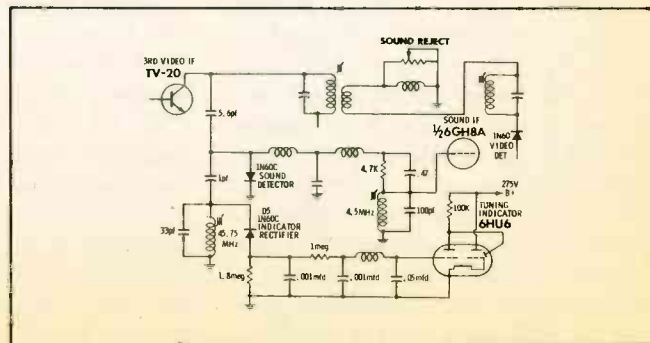 SOUND REJECT
3RD VIDEO IF
TV-20
5.6pf
SOUND IF
½6GH8A
1N60
VIDEO
DET
1pf
1N60C
SOUND
DETECTOR
4.7K
47
275V
B+
4.5MHz
100pf
100K
TUNING
INDICATOR
6HU6
33pf
45.75
MHz
D5
1N60C
INDICATOR
RECTIFIER
1meg
1.8meg
.001mfd
.001mfd
.05mfd